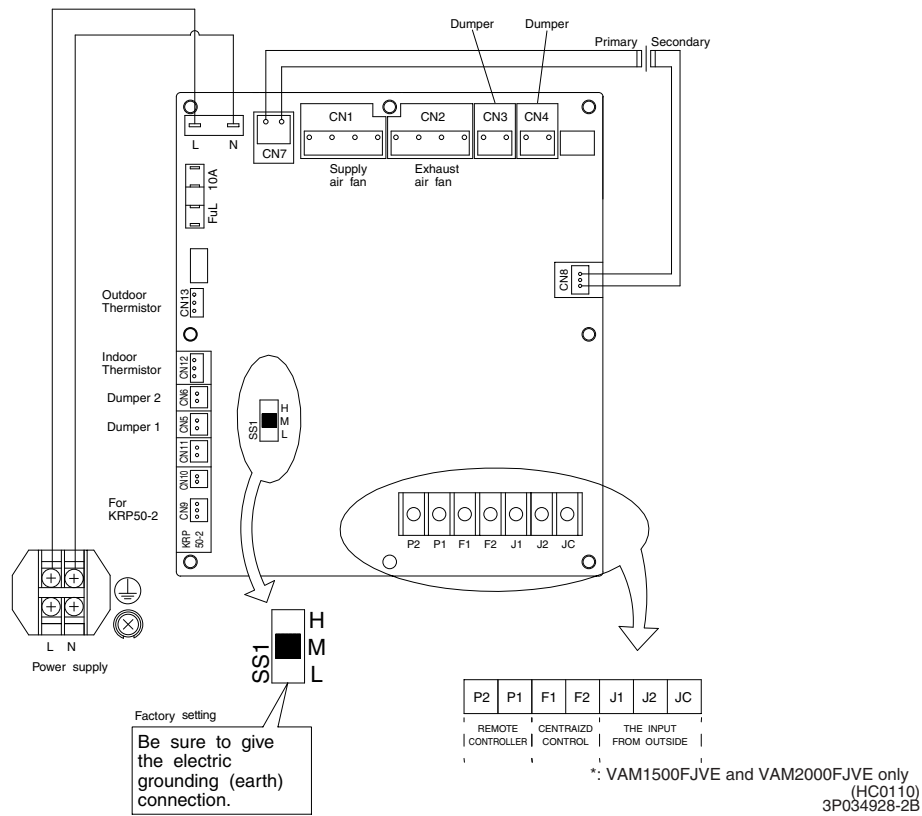 Dumper
Dumper
Primary Secondary
L N
CN7
CN1
CN2
CN3
CN4
Supply
air fan
Exhaust
air fan
10A
FuL
CN8
Outdoor
Thermistor
CN13
Indoor
Thermistor
CN12
Dumper 2
CN6
Dumper 1
CN5
CN11
CN10
For
KRP50-2
CN9
KRP
50-2
SS1
H
M
L
P2 P1 F1 F2 J1 J2 JC
L N
Power supply
SS1
H
M
L
Factory setting
Be sure to give
the electric
grounding (earth)
connection.
P2 P1 F1 F2 J1 J2 JC
REMOTE
CONTROLLER
CENTRAIZD
CONTROL
THE INPUT
FROM OUTSIDE
*: VAM1500FJVE and VAM2000FJVE only
(HC0110)
3P034928-2B